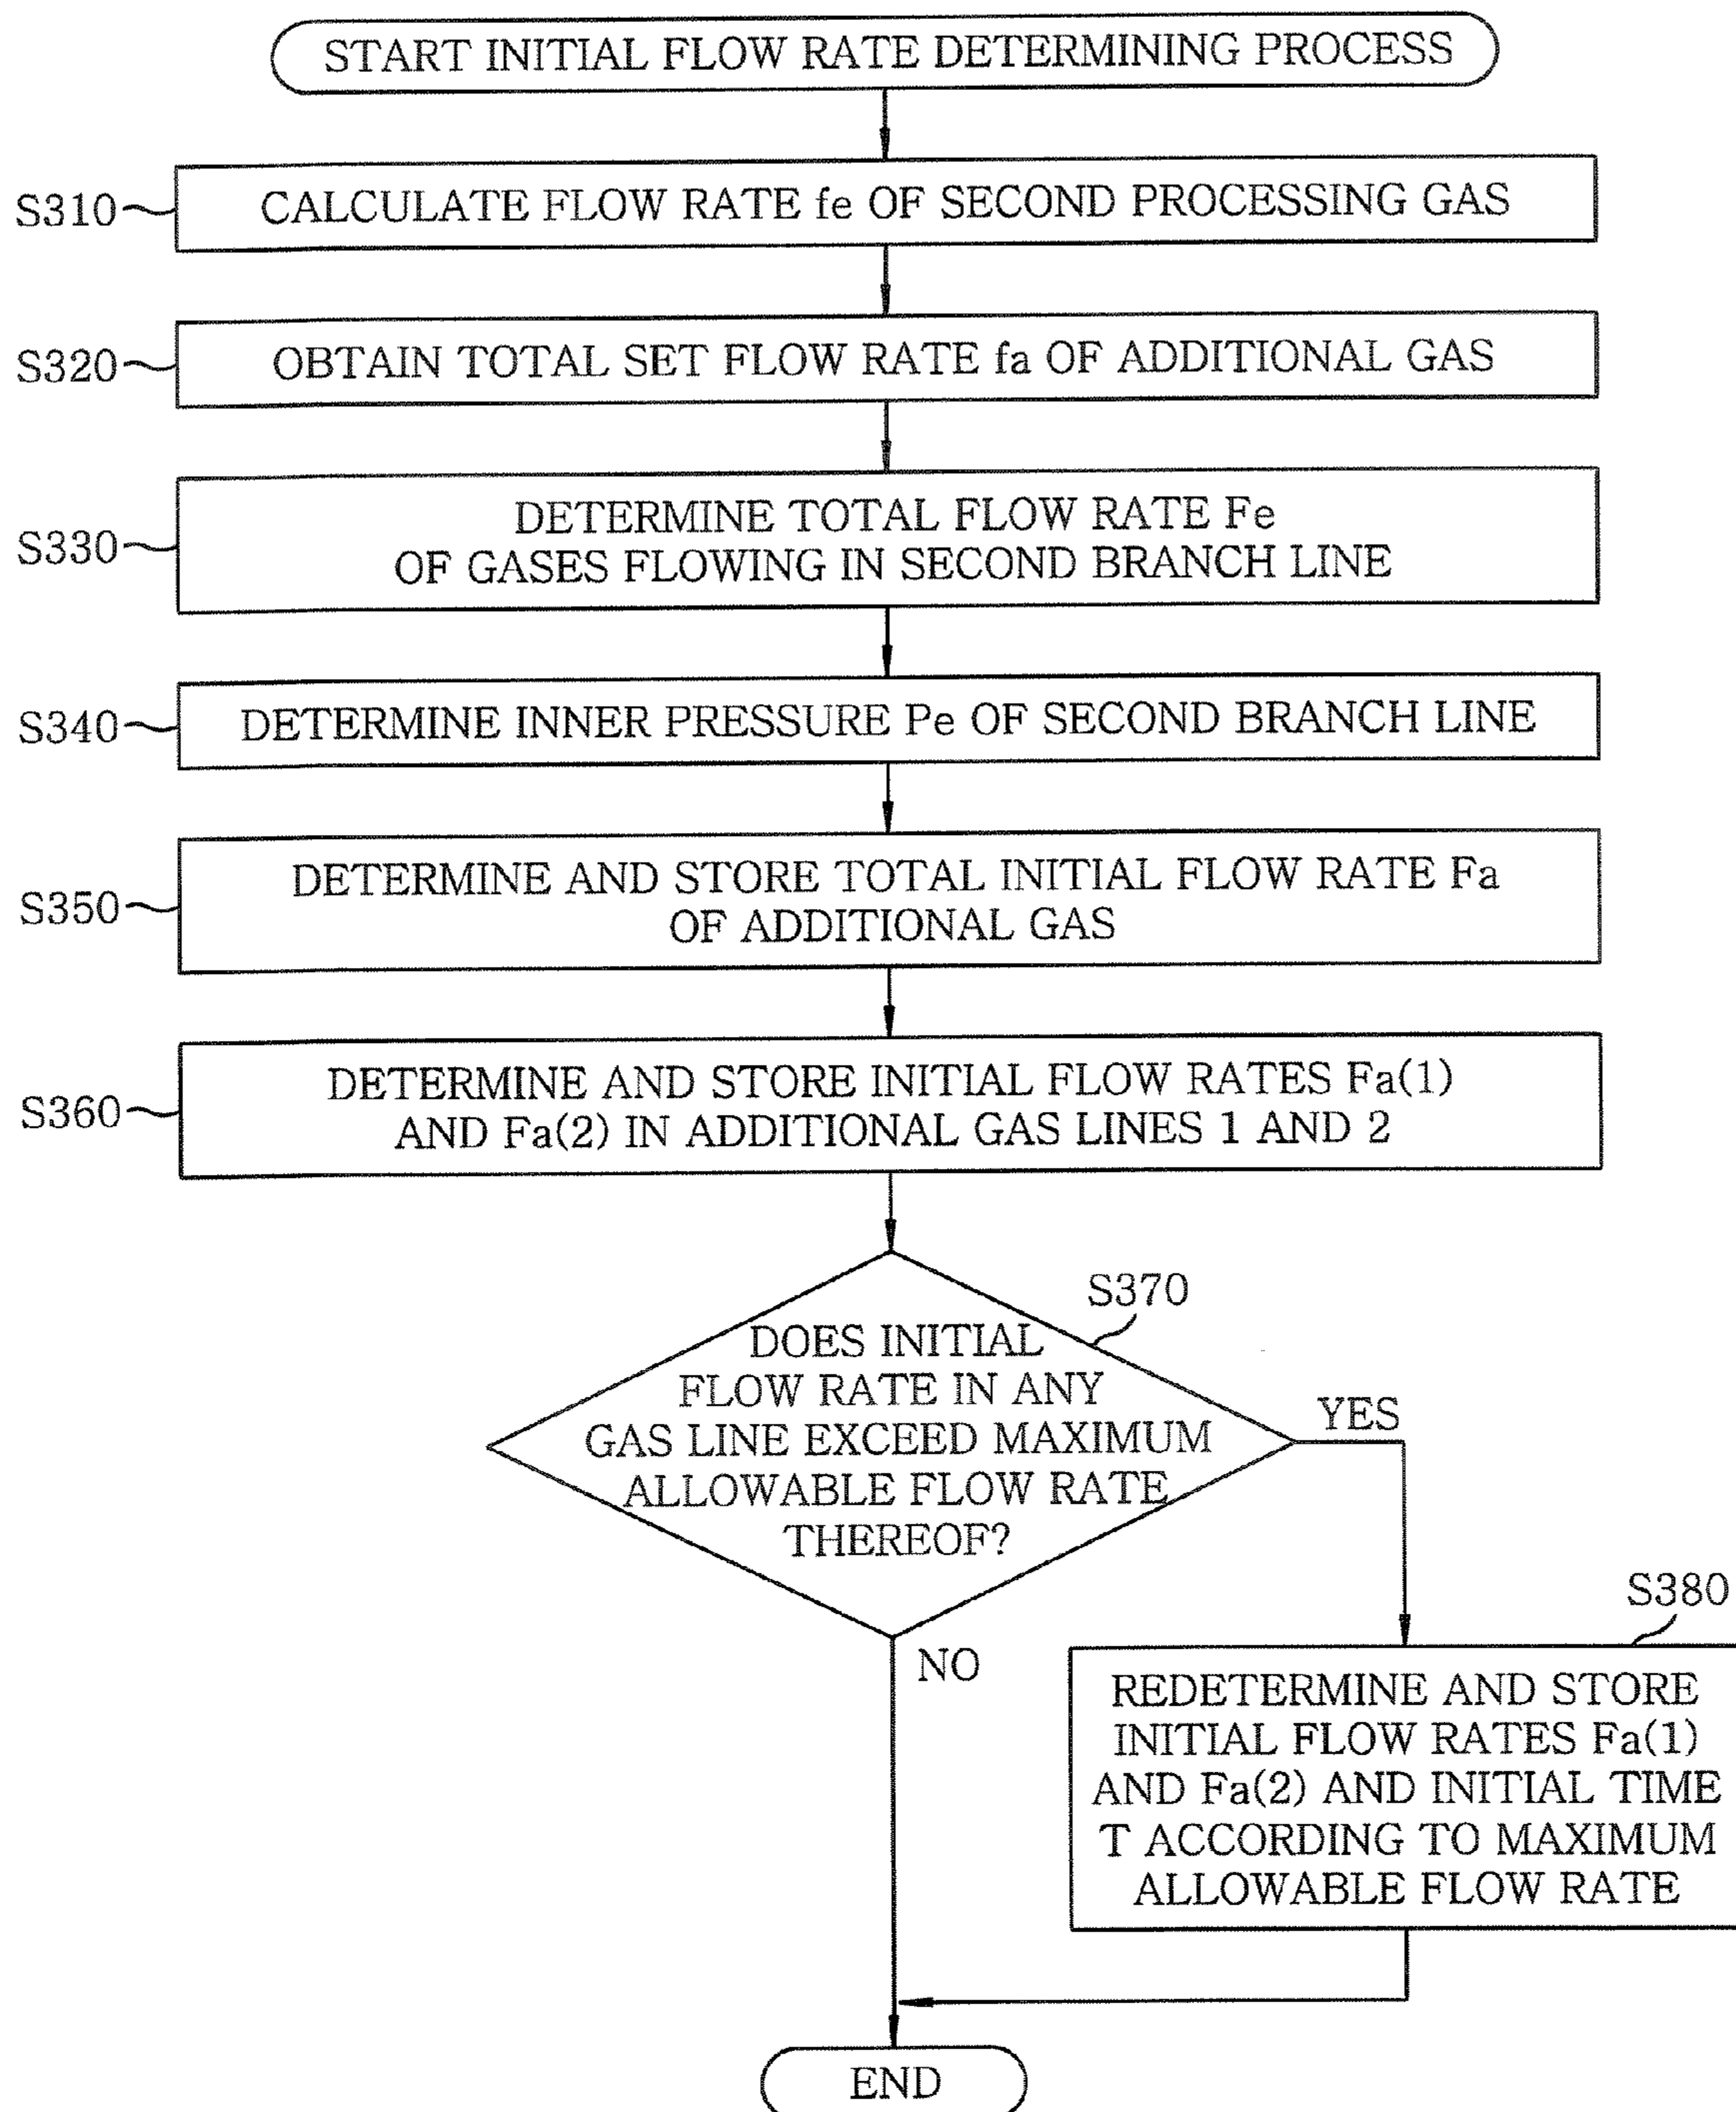 START INITIAL FLOW RATE DETERMINING PROCESS
S310
CALCULATE FLOW RATE fe OF SECOND PROCESSING GAS
S320
OBTAIN TOTAL SET FLOW RATE fa OF ADDITIONAL GAS
S330
DETERMINE TOTAL FLOW RATE Fe
OF GASES FLOWING IN SECOND BRANCH LINE
S340
DETERMINE INNER PRESSURE Pe OF SECOND BRANCH LINE
S350
DETERMINE AND STORE TOTAL INITIAL FLOW RATE Fa
OF ADDITIONAL GAS
S360
DETERMINE AND STORE INITIAL FLOW RATES Fa(1)
AND Fa(2) IN ADDITIONAL GAS LINES 1 AND 2
S370
DOES INITIAL
FLOW RATE IN ANY
GAS LINE EXCEED MAXIMUM
ALLOWABLE FLOW RATE
THEREOF?
YES
NO
S380
REDETERMINE AND STORE
INITIAL FLOW RATES Fa(1)
AND Fa(2) AND INITIAL TIME
T ACCORDING TO MAXIMUM
ALLOWABLE FLOW RATE
END